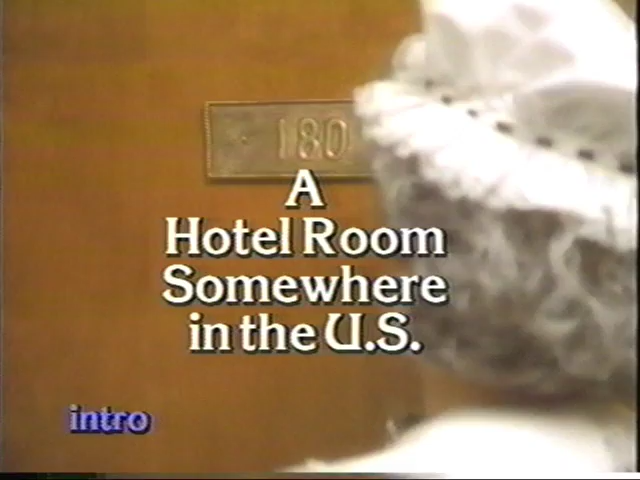 180
A
Hotel Room
Somewhere
in the U.S.
intro